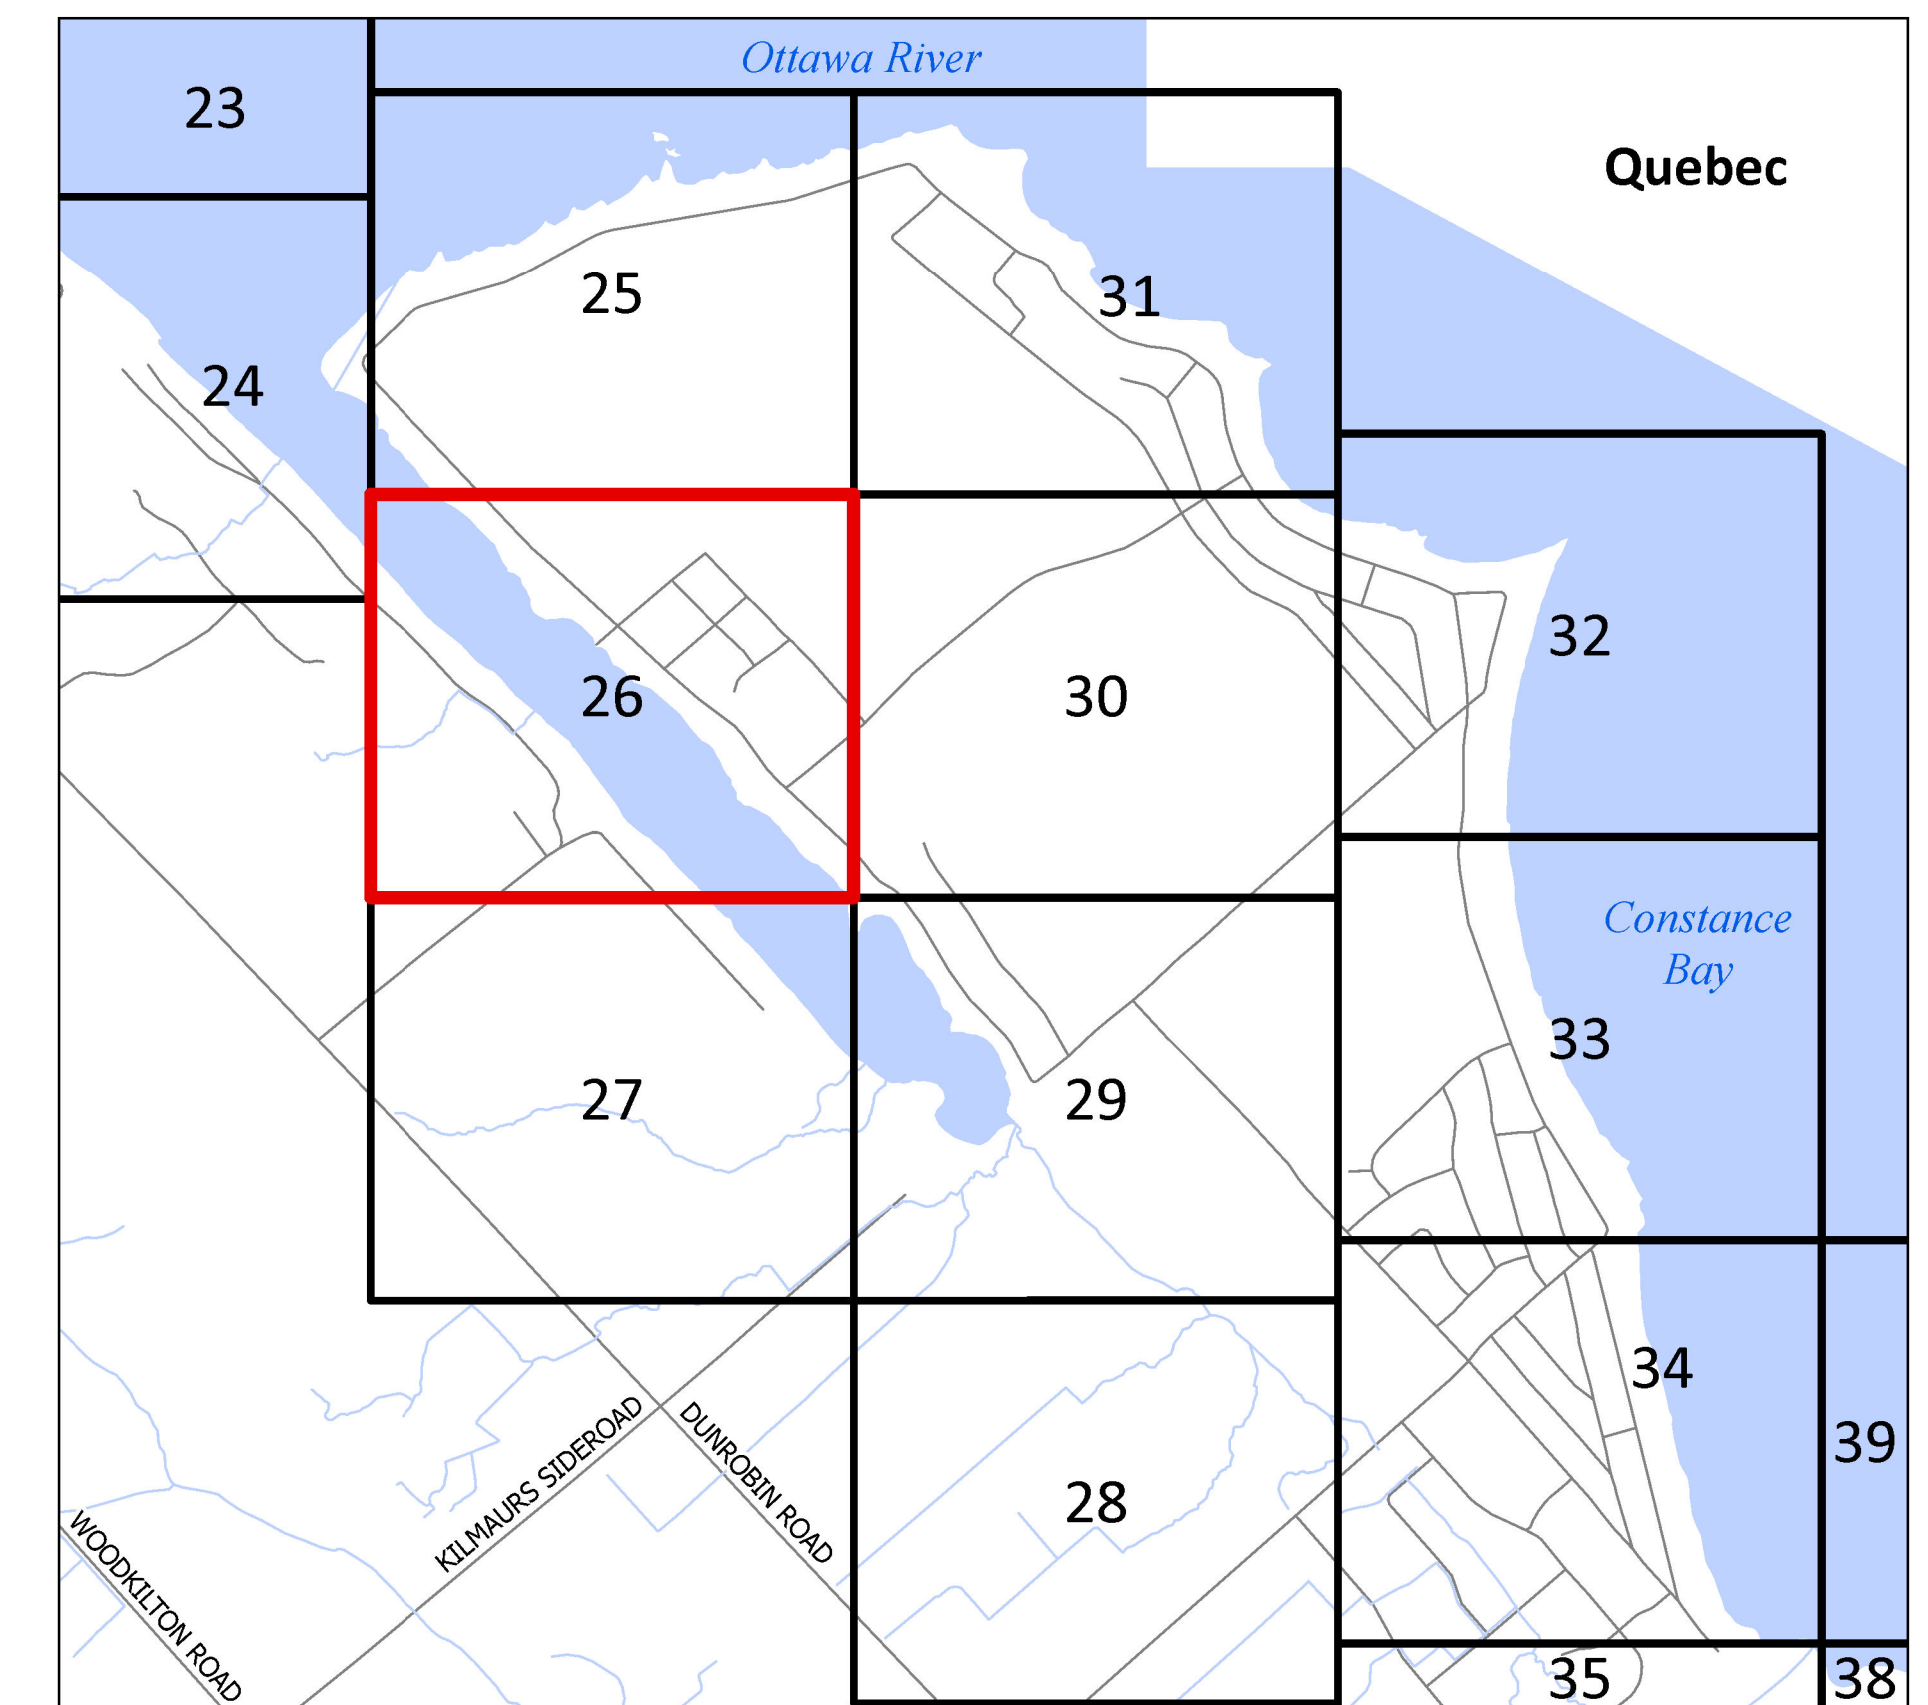 Ottawa River
23
Quebec
25
31
24
32
26
30
Constance
Bay
33
27
29
34
39
KILMAURS SIDEROAD
DUNROBIN ROAD
28
WOODKILTON ROAD
35
38